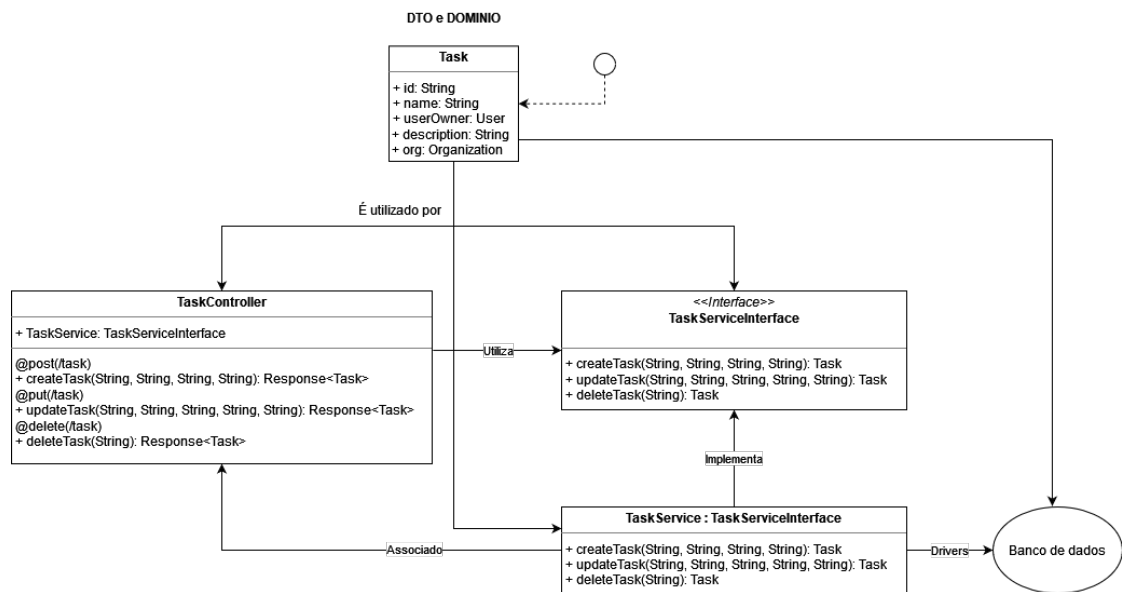 DTO e DOMINIO
Task
+ id: String
+ name: String
+ userOwner: User
+ description: String
+ org: Organization
É utilizado por
TaskController
+ TaskService: TaskServiceInterface
@post(/task)
+ createTask(String, String, String, String): Response<Task>
@put(/task)
+ updateTask(String, String, String, String, String): Response<Task>
@delete(/task)
+ deleteTask(String): Response<Task>
Utiliza
<<Interface>>
TaskServiceInterface
+ createTask(String, String, String, String): Task
+ updateTask(String, String, String, String, String): Task
+ deleteTask(String): Task
Implementa
TaskService : TaskServiceInterface
+ createTask(String, String, String, String): Task
+ updateTask(String, String, String, String, String): Task
+ deleteTask(String): Task
Associado
Drivers
Banco de dados